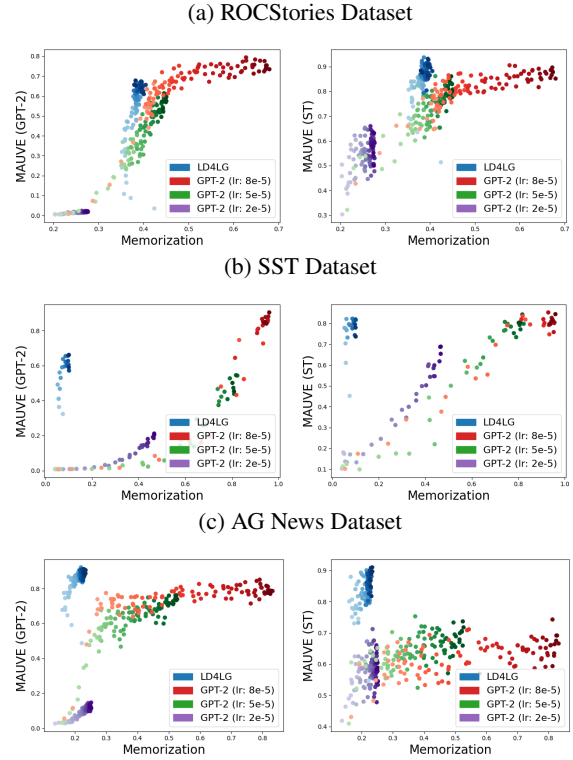 (a) ROCStories Dataset
MAUVE (GPT-2)
0.8
0.7
0.6
0.5
0.4
0.3
0.2
0.1
0.0
0.2 0.3 0.4 0.5 0.6 0.7
Memorization
LD4LG
GPT-2 (lr: 8e-5)
GPT-2 (lr: 5e-5)
GPT-2 (lr: 2e-5)
MAUVE (ST)
0.9
0.8
0.7
0.6
0.5
0.4
0.3
0.2 0.3 0.4 0.5 0.6 0.7
Memorization
LD4LG
GPT-2 (lr: 8e-5)
GPT-2 (lr: 5e-5)
GPT-2 (lr: 2e-5)
(b) SST Dataset
MAUVE (GPT-2)
0.8
0.6
0.4
0.2
0.0
0.0 0.2 0.4 0.6 0.8 1.0
Memorization
LD4LG
GPT-2 (lr: 8e-5)
GPT-2 (lr: 5e-5)
GPT-2 (lr: 2e-5)
MAUVE (ST)
0.8
0.7
0.6
0.5
0.4
0.3
0.2
0.1
0.0 0.2 0.4 0.6 0.8 1.0
Memorization
LD4LG
GPT-2 (lr: 8e-5)
GPT-2 (lr: 5e-5)
GPT-2 (lr: 2e-5)
(c) AG News Dataset
MAUVE (GPT-2)
0.8
0.6
0.4
0.2
0.0
0.2 0.3 0.4 0.5 0.6 0.7 0.8
Memorization
LD4LG
GPT-2 (lr: 8e-5)
GPT-2 (lr: 5e-5)
GPT-2 (lr: 2e-5)
MAUVE (ST)
0.9
0.8
0.7
0.6
0.5
0.4
0.2 0.3 0.4 0.5 0.6 0.7 0.8
Memorization
LD4LG
GPT-2 (lr: 8e-5)
GPT-2 (lr: 5e-5)
GPT-2 (lr: 2e-5)